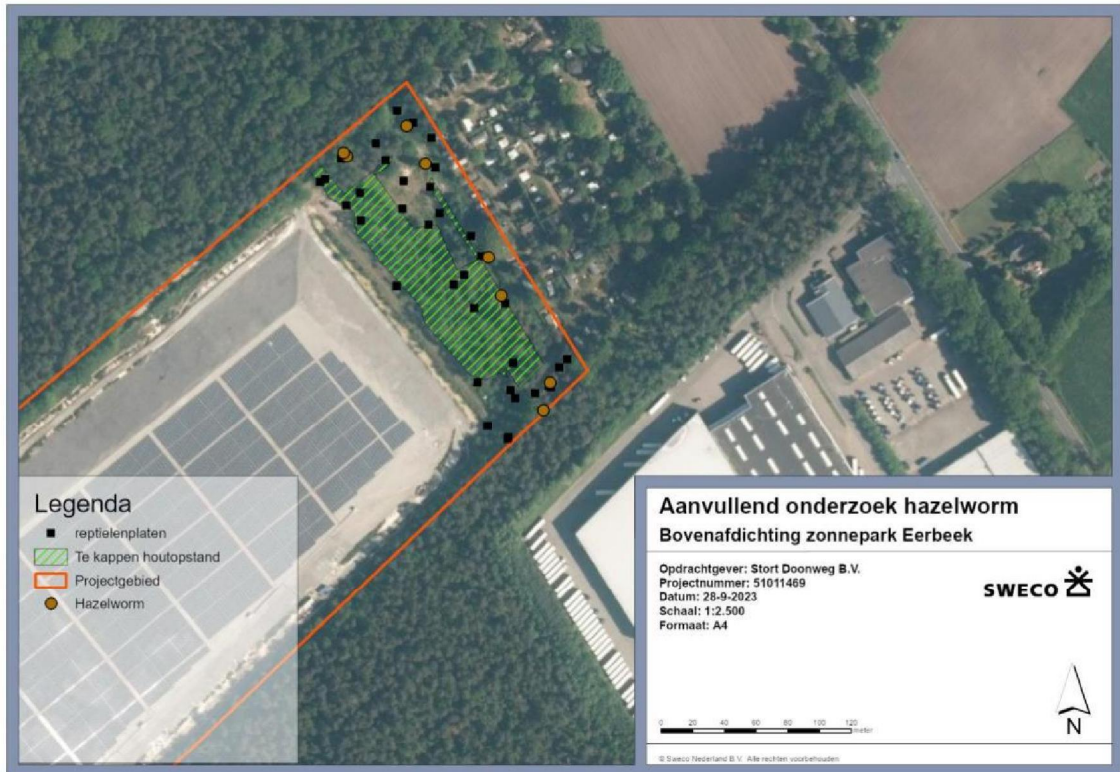 Legenda
reptielenplaten
Te kappen houtopstand
Projectgebied
Hazelworm
Aanvullend onderzoek hazelworm
Bovenafdichting zonnepark Eerbeek
Opdrachtgever: Stort Doonweg B.V.
Projectnummer: 51011469
Datum: 28-9-2023
Schaal: 1:2.500
Formaat: A4
SWECO
0 20 40 60 80 100 120
meter
N
© Sweco Nederland B.V. Alle rechten voorbehouden